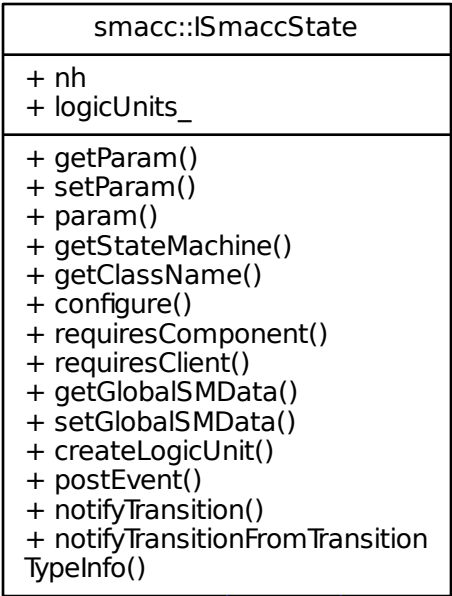 smacc::ISmaccState
+ nh
+ logicUnits_
+ getParam()
+ setParam()
+ param()
+ getStateMachine()
+ getClassName()
+ configure()
+ requiresComponent()
+ requiresClient()
+ getGlobalSMData()
+ setGlobalSMData()
+ createLogicUnit()
+ postEvent()
+ notifyTransition()
+ notifyTransitionFromTransition
TypeInfo()